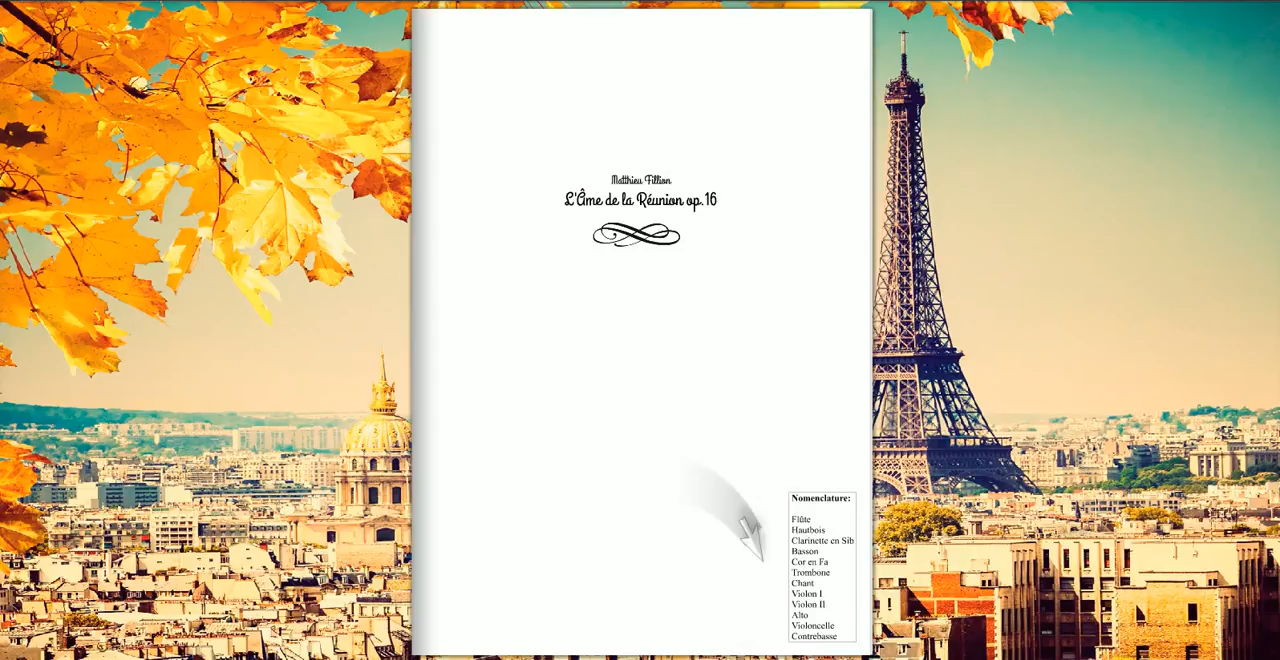 Matthieu Fillion
L'Âme de la Réunion op.16
Nomenclature:
Flûte
Hautbois
Clarinette en Sib
Basson
Cor en Fa
Trombone
Chant
Violon I
Violon II
Alto
Violoncelle
Contrebasse